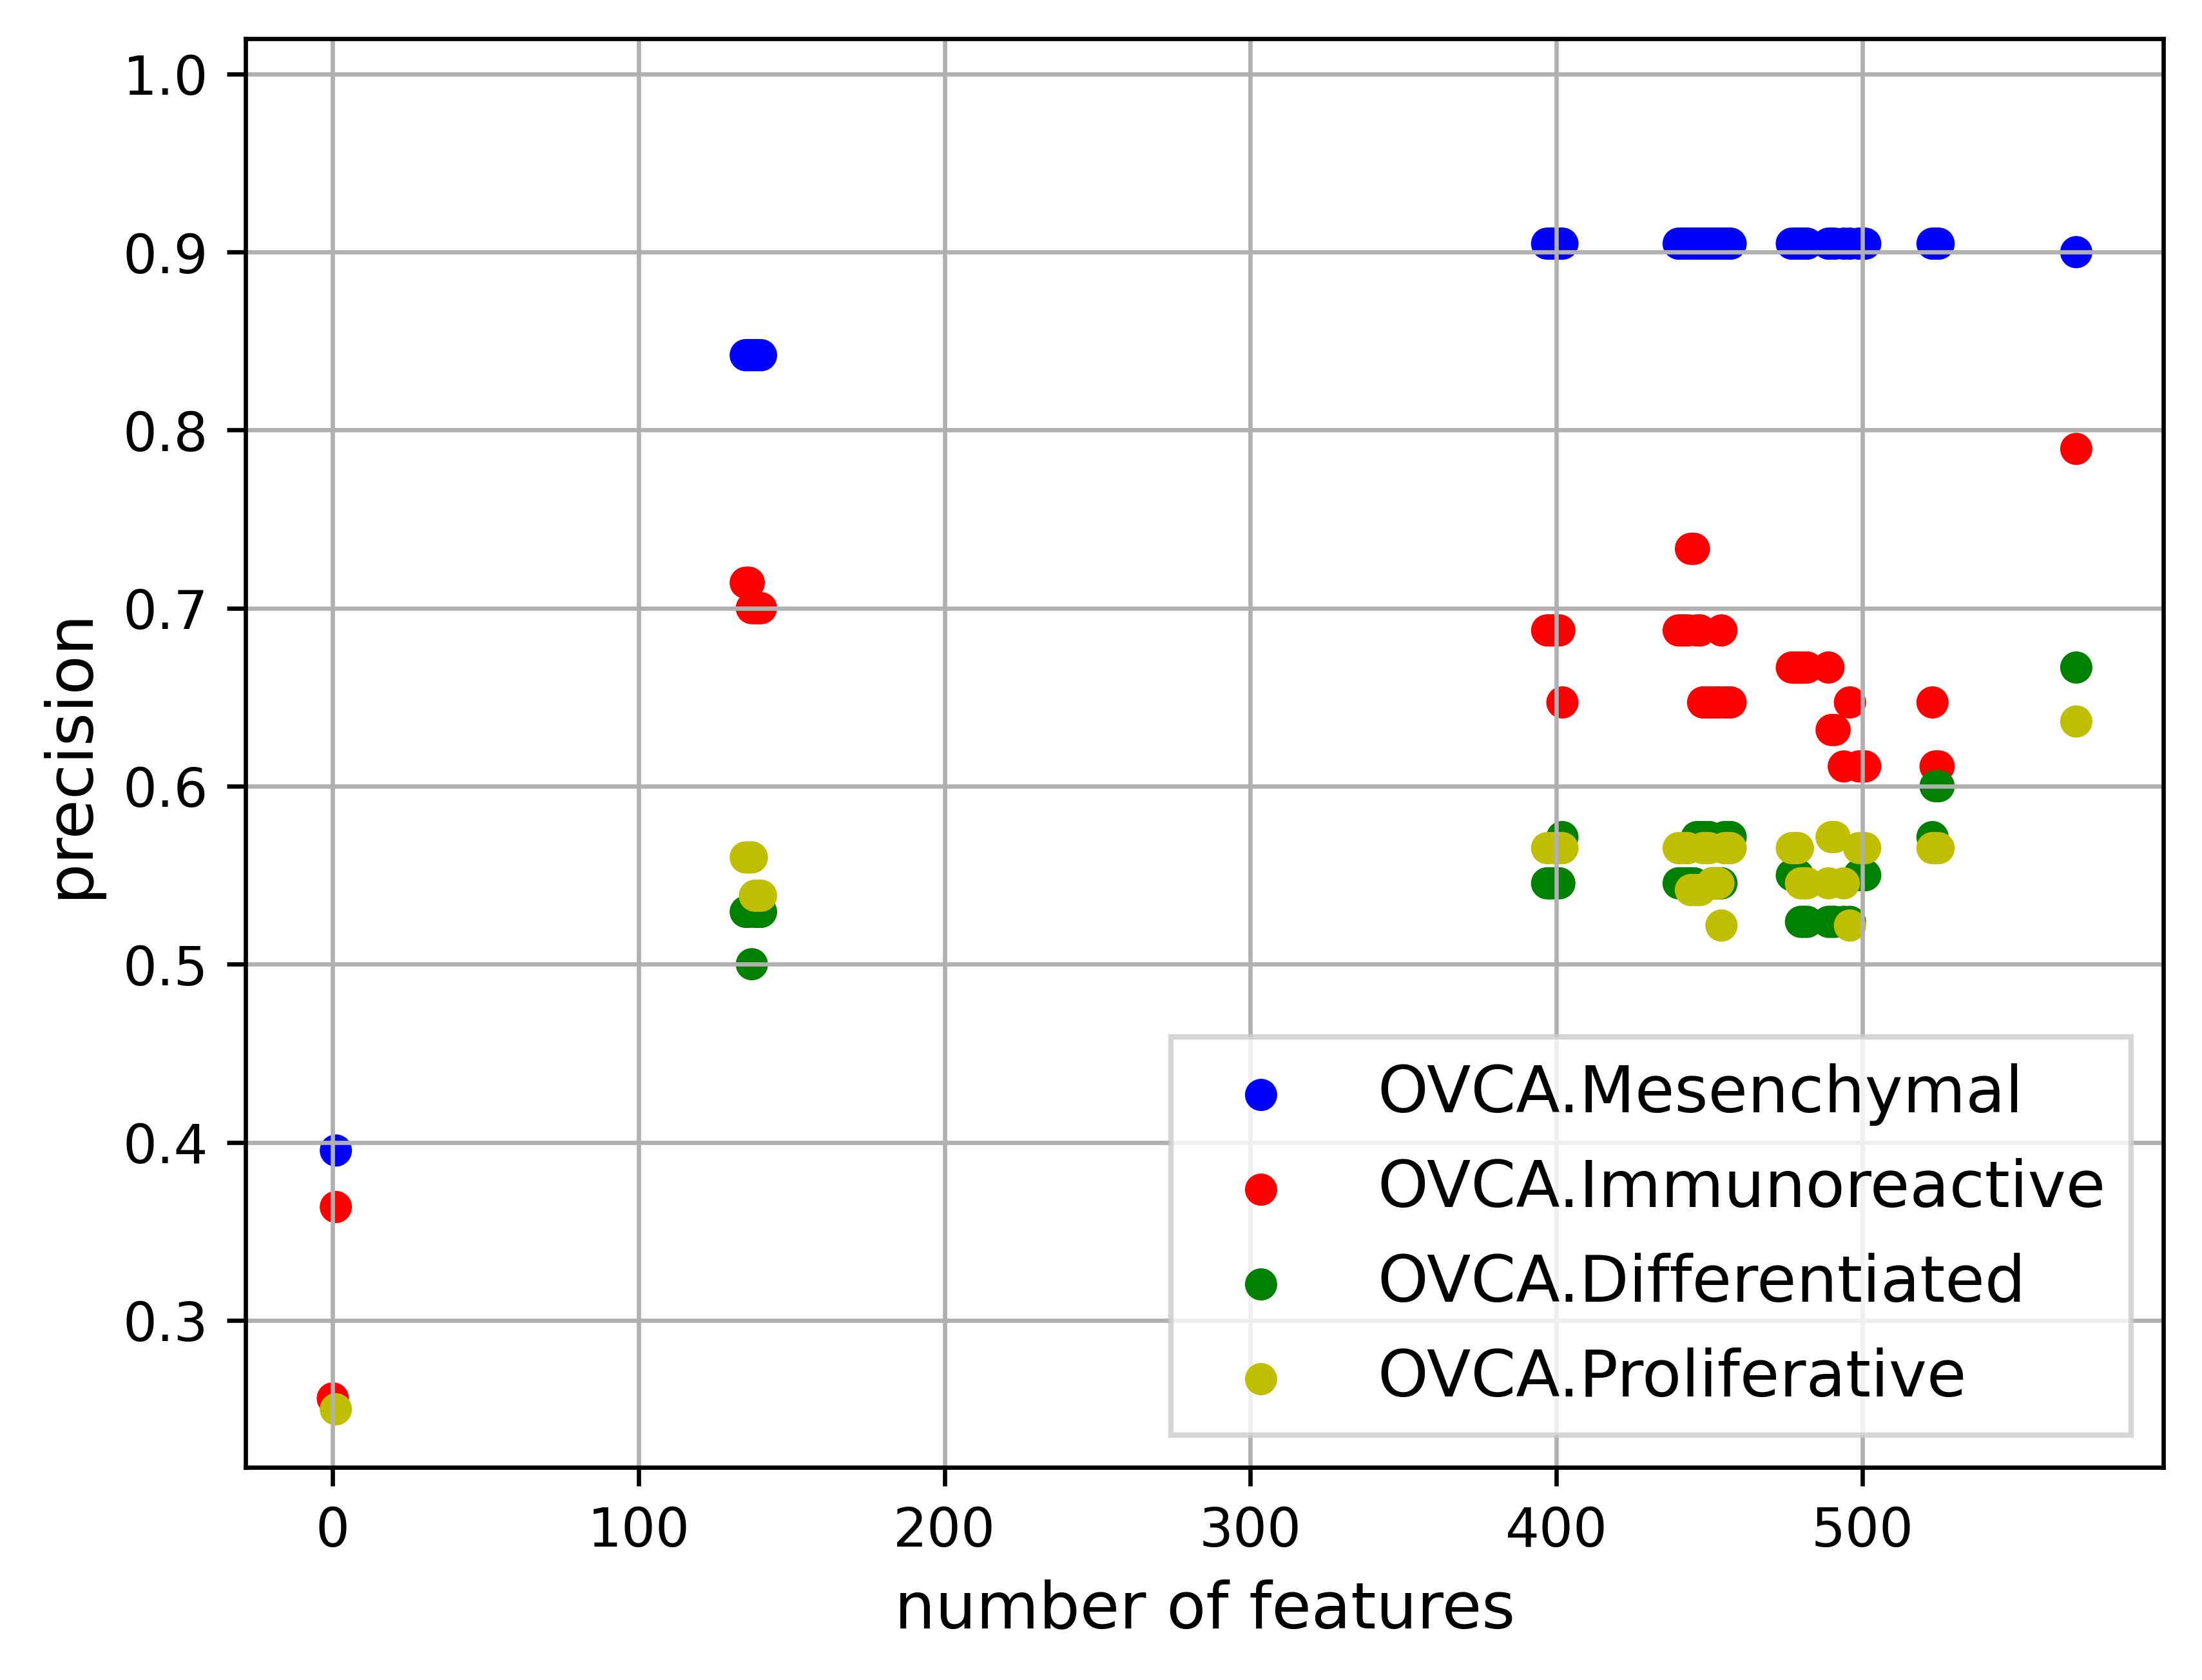 1.0
0.9
0.8
0.7
0.6
0.5
0.4
0.3
precision
OVCA.Mesenchymal
OVCA.Immunoreactive
OVCA.Differentiated
OVCA.Proliferative
0 100 200 300 400 500
number of features